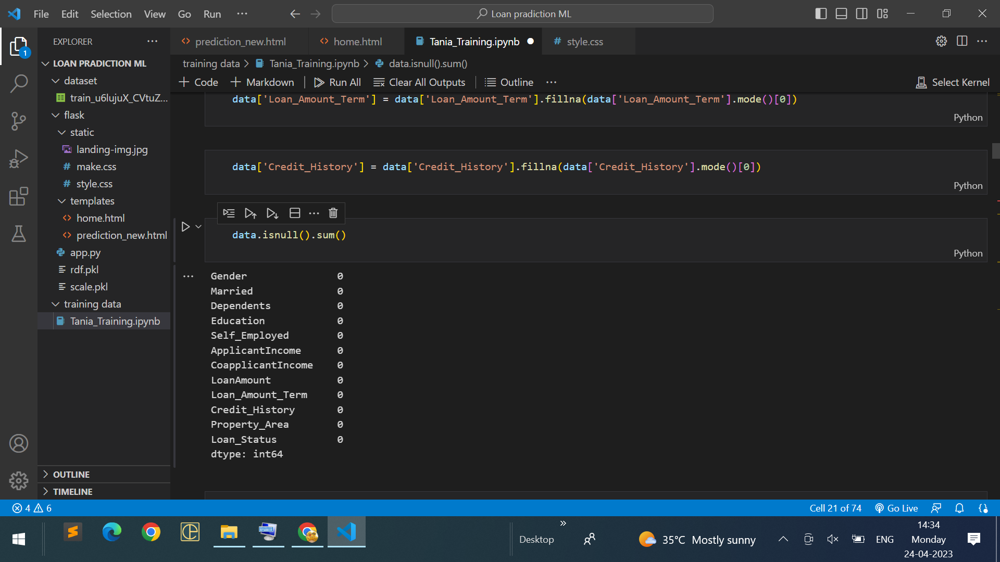 File Edit Selection View Go Run ···
Loan pradiction ML
EXPLORER ···
prediction_new.html
home.html
Tania_Training.ipynb
style.css
1
LOAN PRADICTION ML
dataset
train_u6lujuX_CVtuZ...
flask
static
landing-img.jpg
make.css
style.css
templates
home.html
prediction_new.html
app.py
rdf.pkl
scale.pkl
training data
Tania_Training.ipynb
OUTLINE
TIMELINE
training data > Tania_Training.ipynb > data.isnull().sum()
+ Code + Markdown | Run All Clear All Outputs | Outline ··· Select Kernel
data['Loan_Amount_Term'] = data['Loan_Amount_Term'].fillna(data['Loan_Amount_Term'].mode()[0])
Python
data['Credit_History'] = data['Credit_History'].fillna(data['Credit_History'].mode()[0])
Python
data.isnull().sum()
Python
Gender 0
Married 0
Dependents 0
Education 0
Self_Employed 0
ApplicantIncome 0
CoapplicantIncome 0
LoanAmount 0
Loan_Amount_Term 0
Credit_History 0
Property_Area 0
Loan_Status 0
dtype: int64
4 6
Cell 21 of 74 Go Live
Desktop
35°C Mostly sunny
ENG
14:34
Monday
24-04-2023